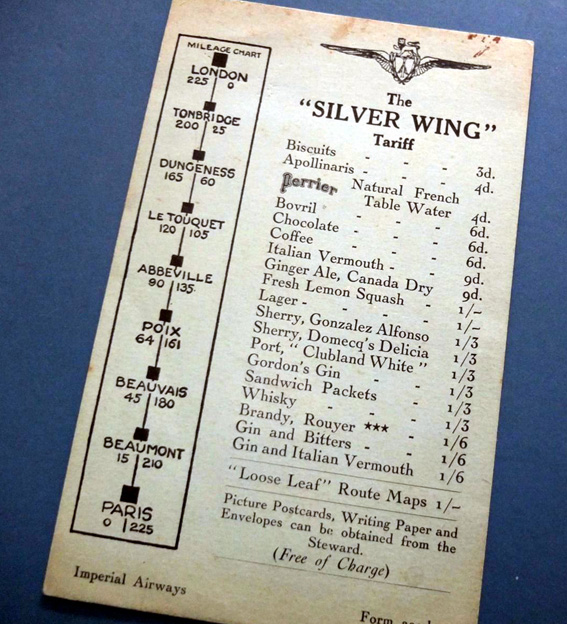 MILEAGE CHART
LONDON
225 0
TONBRIDGE
200 25
DUNGENESS
165 60
LE TOUQUET
120 105
ABBEVILLE
90 135
POIX
64 161
BEAUVAIS
45 180
BEAUMONT
15 210
PARIS
0 225
The
"SILVER WING"
Tariff
Biscuits - - - 3d.
Apollinaris - - - 4d.
Perrier Natural French
Table Water 4d.
Bovril - - - 6d.
Chocolate - - - 6d.
Coffee - - - 6d.
Italian Vermouth - - 9d.
Ginger Ale, Canada Dry 9d.
Fresh Lemon Squash - 1/-
Lager - - - - 1/-
Sherry, Gonzalez Alfonso 1/3
Sherry, Domecq's Delicia 1/3
Port, "Clubland White" 1/3
Gordon's Gin - - 1/3
Sandwich Packets - 1/3
Whisky - - - 1/3
Brandy, Rouyer ★★★ - 1/6
Gin and Bitters - - 1/6
Gin and Italian Vermouth 1/6
"Loose Leaf" Route Maps 1/-
Picture Postcards, Writing Paper and
Envelopes can be obtained from the
Steward.
(Free of Charge)
Imperial Airways
Form